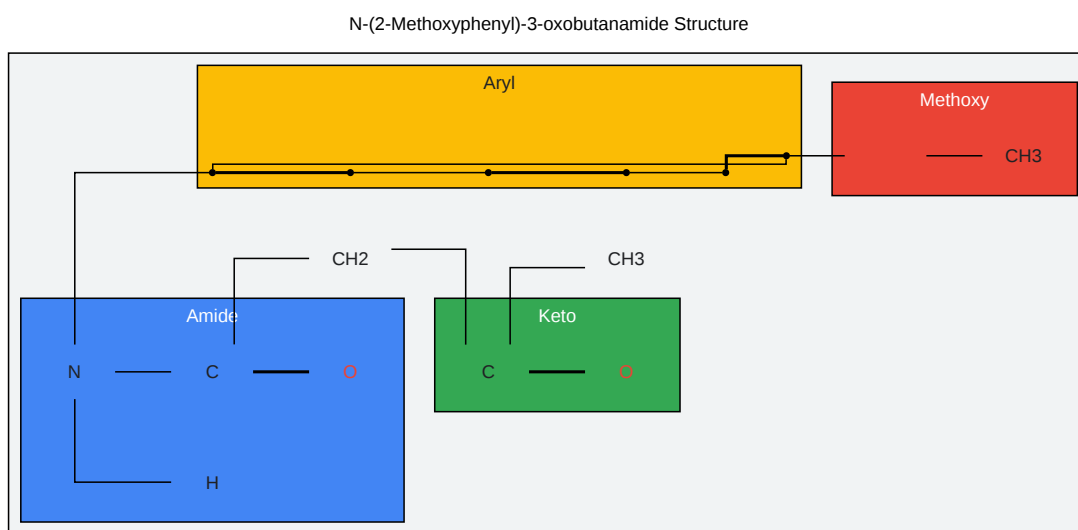 N-(2-Methoxyphenyl)-3-oxobutanamide Structure
Aryl
Methoxy
CH3
CH2
CH3
Amide
Keto
N
C
O
C
O
H